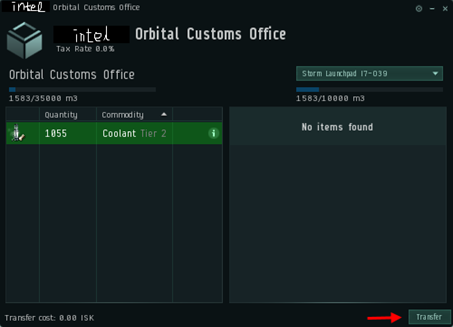 intel Orbital Customs Office
intel Orbital Customs Office
Tax Rate 0.0%
Orbital Customs Office
Storm Launchpad I7-039
1583/35000 m3
1583/10000 m3
Quantity Commodity
1055 Coolant Tier 2
No items found
Transfer cost: 0.00 ISK
Transfer